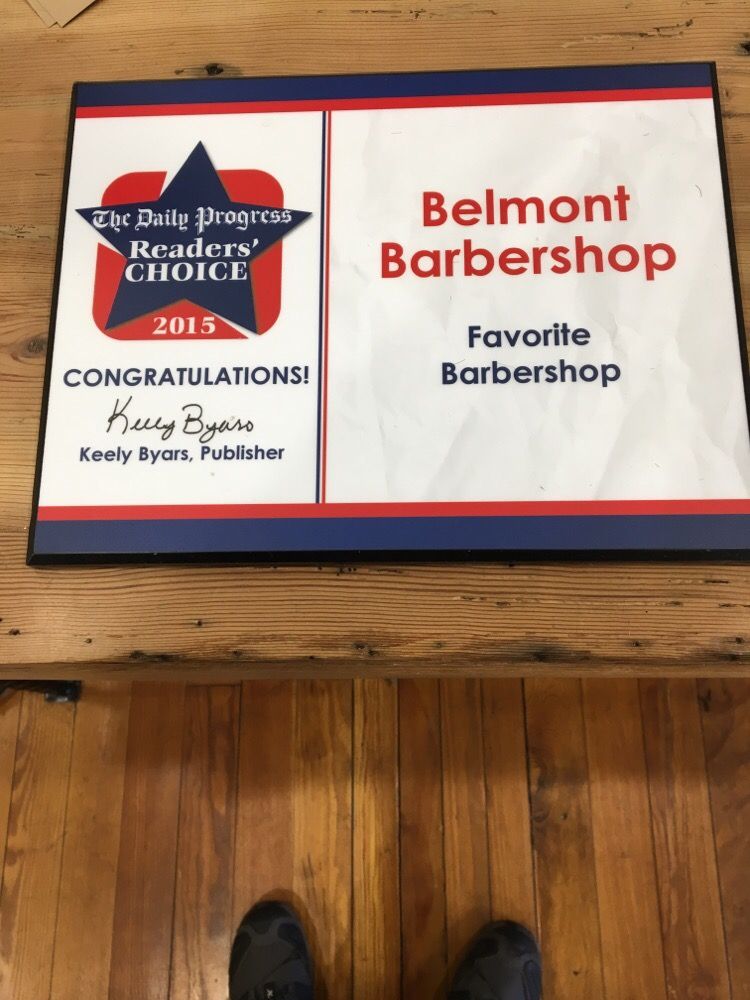 The Daily Progress
Readers'
CHOICE
2015
CONGRATULATIONS!
Keely Byars
Keely Byars, Publisher
Belmont
Barbershop
Favorite
Barbershop